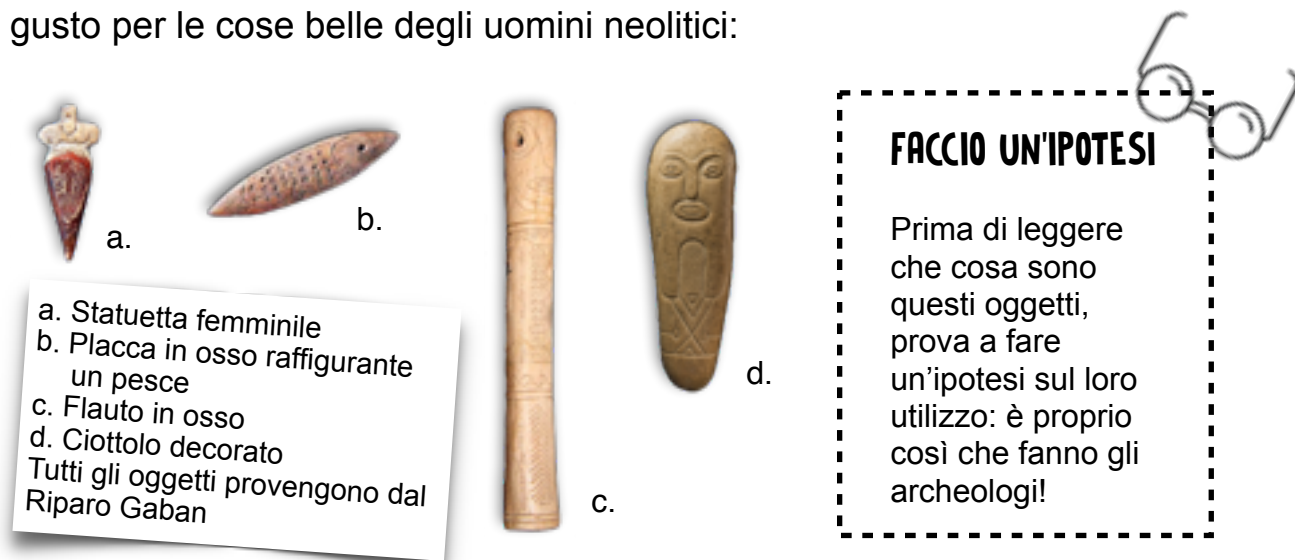 gusto per le cose belle degli uomini neolitici:
a.
b.
c.
d.
a. Statuetta femminile
b. Placca in osso raffigurante
un pesce
c. Flauto in osso
d. Ciottolo decorato
Tutti gli oggetti provengono dal
Riparo Gaban
FACCIO UN'IPOTESI
Prima di leggere
che cosa sono
questi oggetti,
prova a fare
un’ipotesi sul loro
utilizzo: è proprio
così che fanno gli
archeologi!